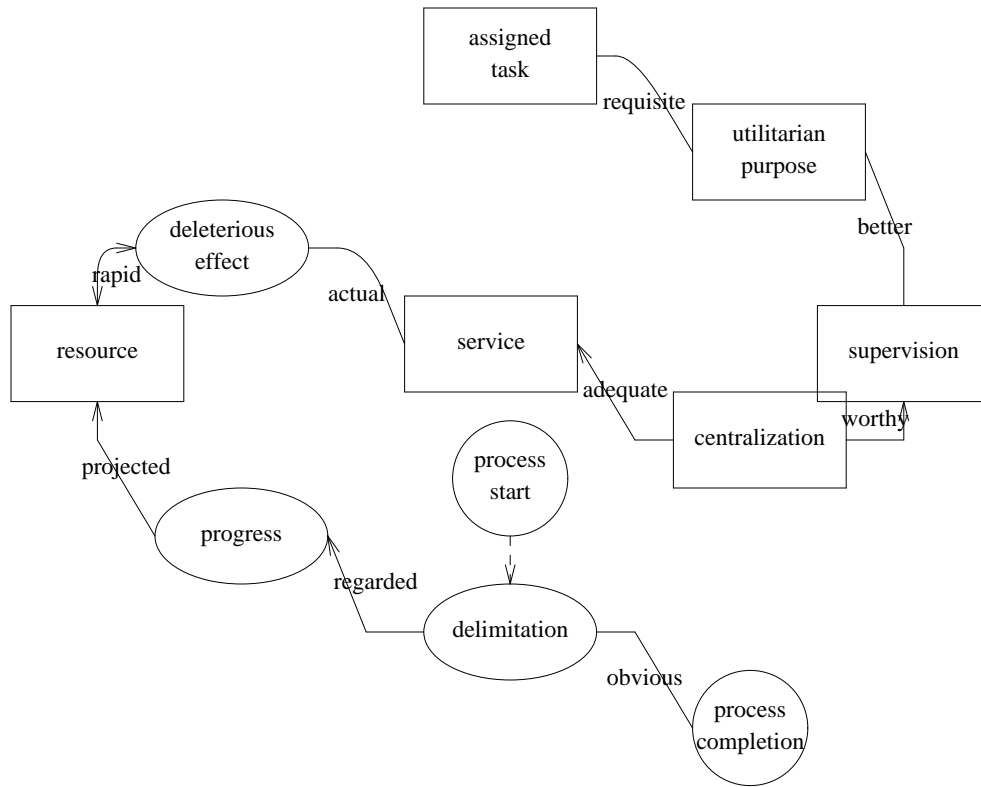 assigned
task
requisite
utilitarian
purpose
better
deleterious
effect
rapid
actual
resource
service
supervision
adequate
worthy
centralization
process
start
projected
progress
regarded
delimitation
obvious
process
completion